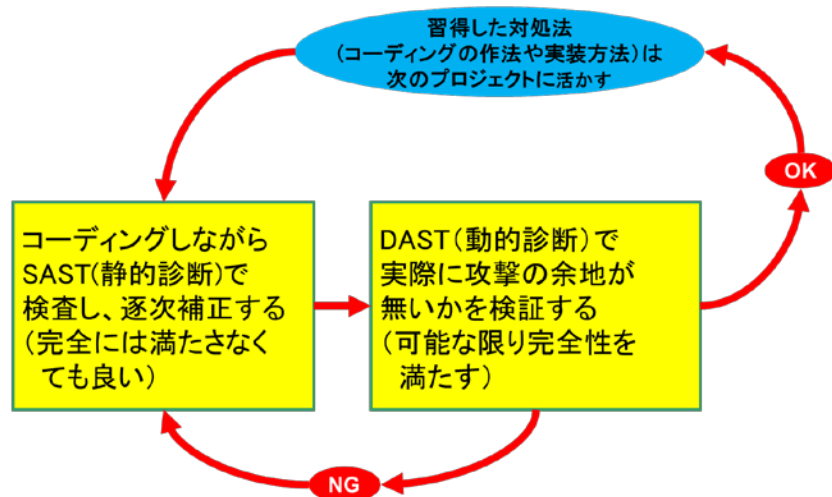 習得した対処法
(コーディングの作法や実装方法)は
次のプロジェクトに活かす
OK
コーディングしながら
SAST(静的診断)で
検査し、逐次補正する
(完全には満たさなく
ても良い)
DAST(動的診断)で
実際に攻撃の余地が
無いかを検証する
(可能な限り完全性を
満たす)
NG